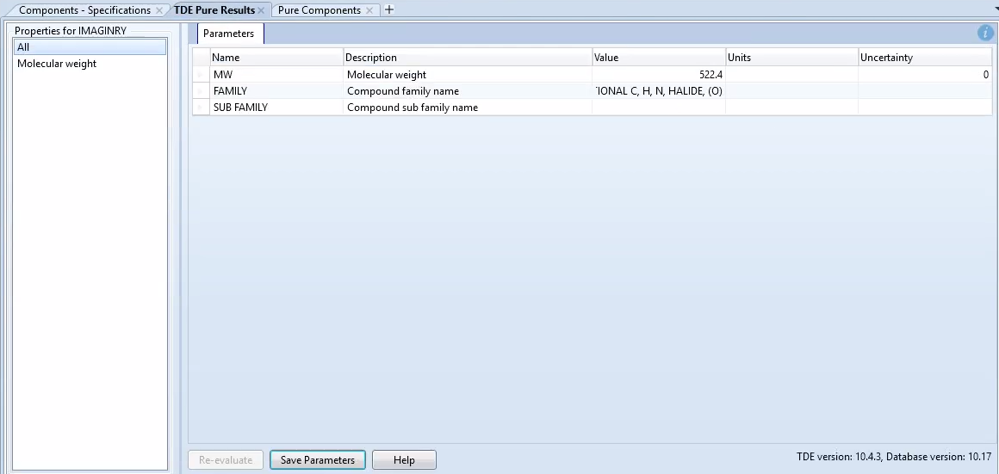 Components - Specifications
TDE Pure Results
Pure Components
Properties for IMAGINRY
All
Molecular weight
Parameters
Name Description Value Units Uncertainty
MW Molecular weight 522.4 0
FAMILY Compound family name TIONAL C, H, N, HALIDE, (O)
SUB FAMILY Compound sub family name
Re-evaluate Save Parameters Help
TDE version: 10.4.3, Database version: 10.17